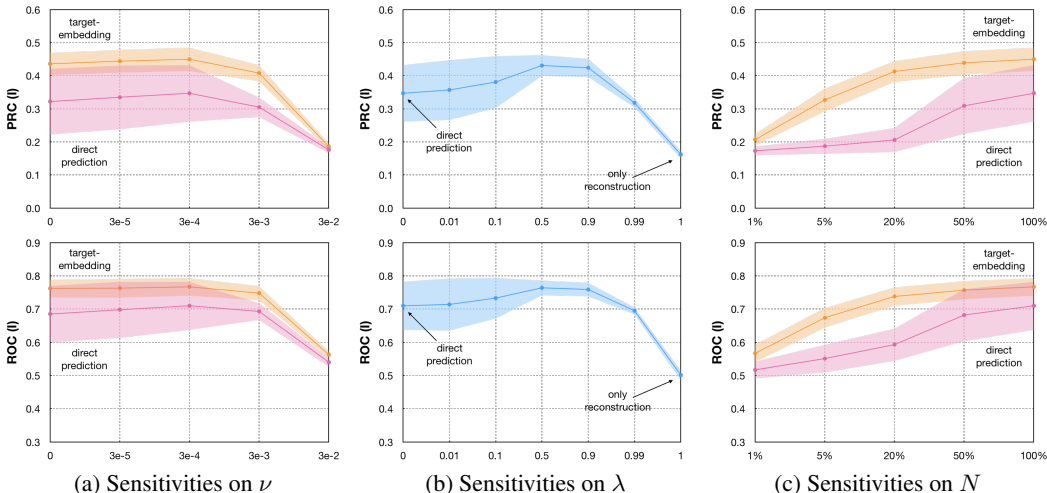 0.6
0.5
0.4
0.3
0.2
0.1
0.0
PRC (I)
target-
embedding
direct
prediction
0 3e-5 3e-4 3e-3 3e-2
0.6
0.5
0.4
0.3
0.2
0.1
0.0
PRC (I)
direct
prediction
only
reconstruction
0 0.01 0.1 0.5 0.9 0.99 1
0.6
0.5
0.4
0.3
0.2
0.1
0.0
PRC (I)
target-
embedding
direct
prediction
1% 5% 20% 50% 100%
0.9
0.8
0.7
0.6
0.5
0.4
0.3
ROC (I)
target-
embedding
direct
prediction
0 3e-5 3e-4 3e-3 3e-2
0.9
0.8
0.7
0.6
0.5
0.4
0.3
ROC (I)
direct
prediction
only
reconstruction
0 0.01 0.1 0.5 0.9 0.99 1
0.9
0.8
0.7
0.6
0.5
0.4
0.3
ROC (I)
target-
embedding
direct
prediction
1% 5% 20% 50% 100%
(a) Sensitivities on ν
(b) Sensitivities on λ
(c) Sensitivities on N